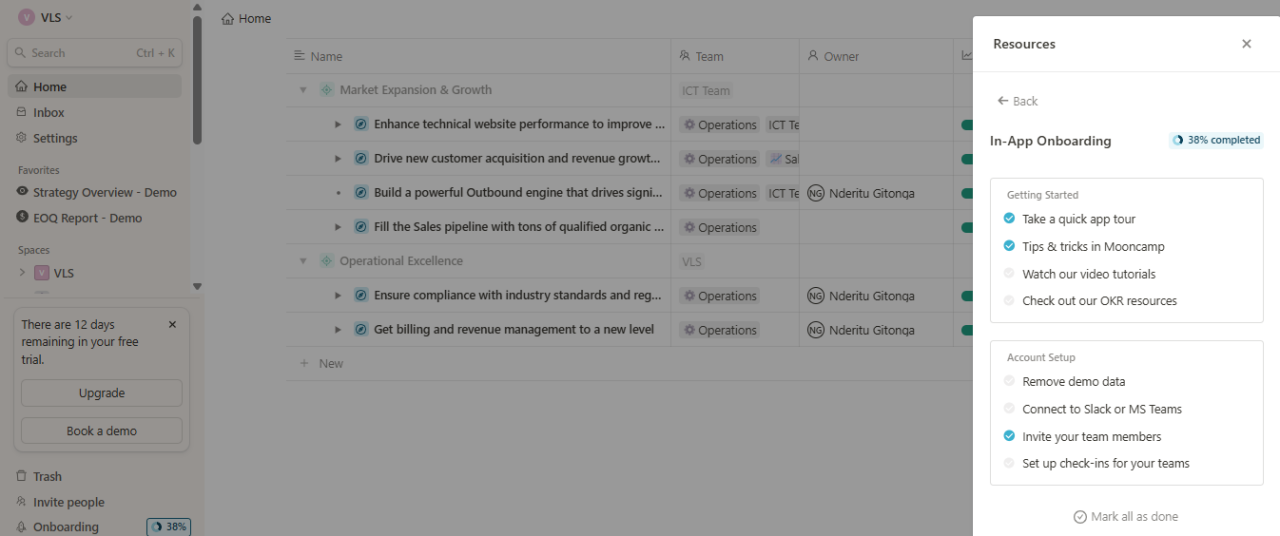 VLS
Search Ctrl + K
Home
Inbox
Settings
Favorites
Strategy Overview - Demo
EOQ Report - Demo
Spaces
VLS
There are 12 days
remaining in your free
trial.
Upgrade
Book a demo
Trash
Invite people
Onboarding 38%
Home
Name Team Owner
Market Expansion & Growth ICT Team
Enhance technical website performance to improve ... Operations ICT Te
Drive new customer acquisition and revenue growt... Operations Sal
Build a powerful Outbound engine that drives signi... Operations ICT Te NG Nderitu Gitonga
Fill the Sales pipeline with tons of qualified organic ... Operations
Operational Excellence VLS
Ensure compliance with industry standards and reg... Operations NG Nderitu Gitonga
Get billing and revenue management to a new level Operations NG Nderitu Gitonga
New
Resources
Back
In-App Onboarding 38% completed
Getting Started
Take a quick app tour
Tips & tricks in Mooncamp
Watch our video tutorials
Check out our OKR resources
Account Setup
Remove demo data
Connect to Slack or MS Teams
Invite your team members
Set up check-ins for your teams
Mark all as done